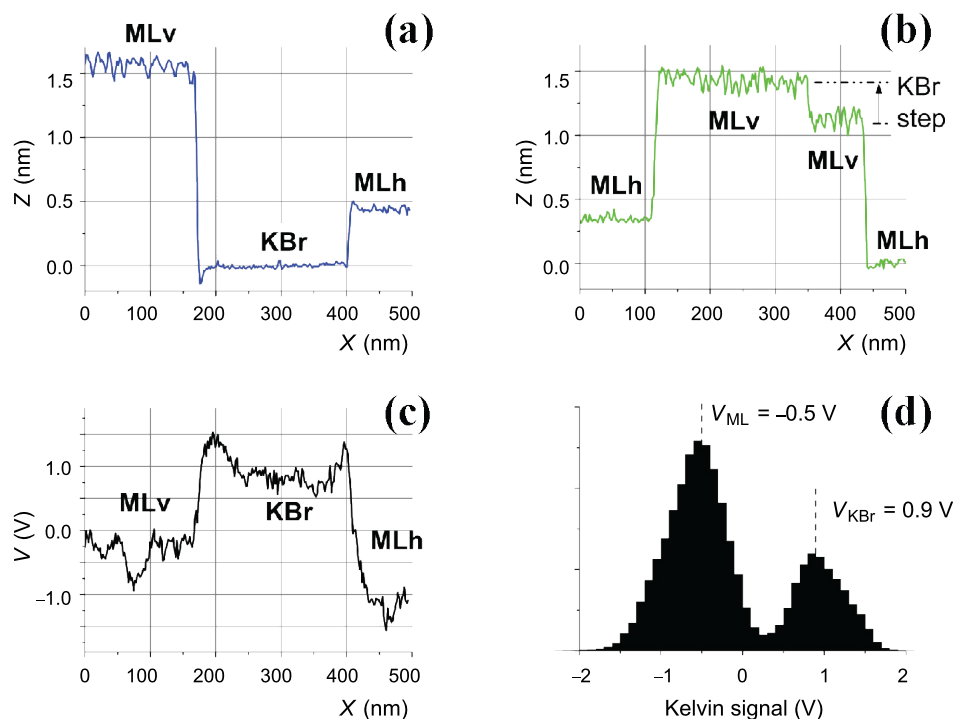 (a)
MLv
1.5
1.0
0.5
0.0
Z (nm)
MLh
KBr
0 100 200 300 400 500
X (nm)
(b)
1.5
1.0
0.5
0.0
Z (nm)
KBr
step
MLv
MLv
MLh
MLh
0 100 200 300 400 500
X (nm)
(c)
1.0
0.0
–1.0
V (V)
MLv
KBr
MLh
0 100 200 300 400 500
X (nm)
(d)
VML = –0.5 V
VKBr = 0.9 V
–2 –1 0 1 2
Kelvin signal (V)